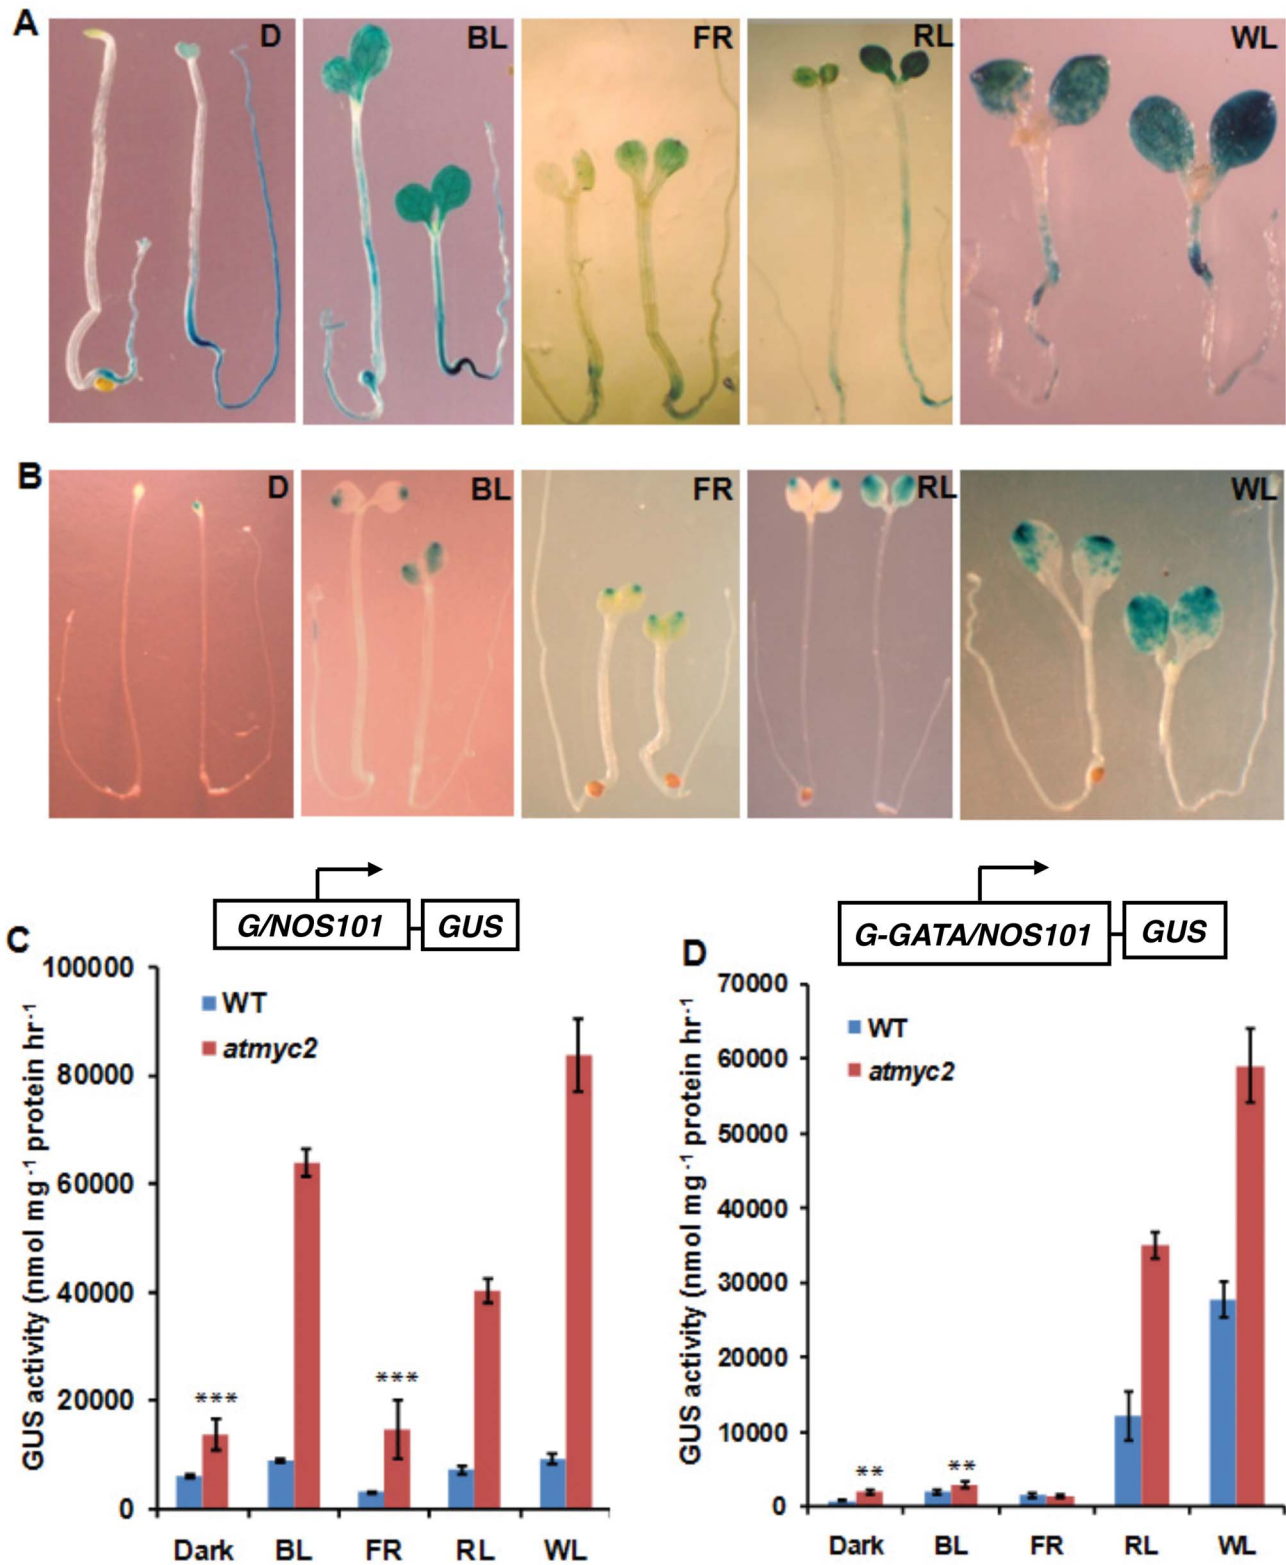 A
D
BL
FR
RL
WL
B
D
BL
FR
RL
WL
G/NOS101
GUS
C
GUS activity (nmol mg⁻¹ protein hr⁻¹
100000
80000
60000
40000
20000
0
WT
atmyc2
***
***
Dark BL FR RL WL
G-GATA/NOS101
GUS
D
GUS activity (nmol mg⁻¹ protein hr⁻¹
70000
60000
50000
40000
30000
20000
10000
0
WT
atmyc2
**
**
Dark BL FR RL WL